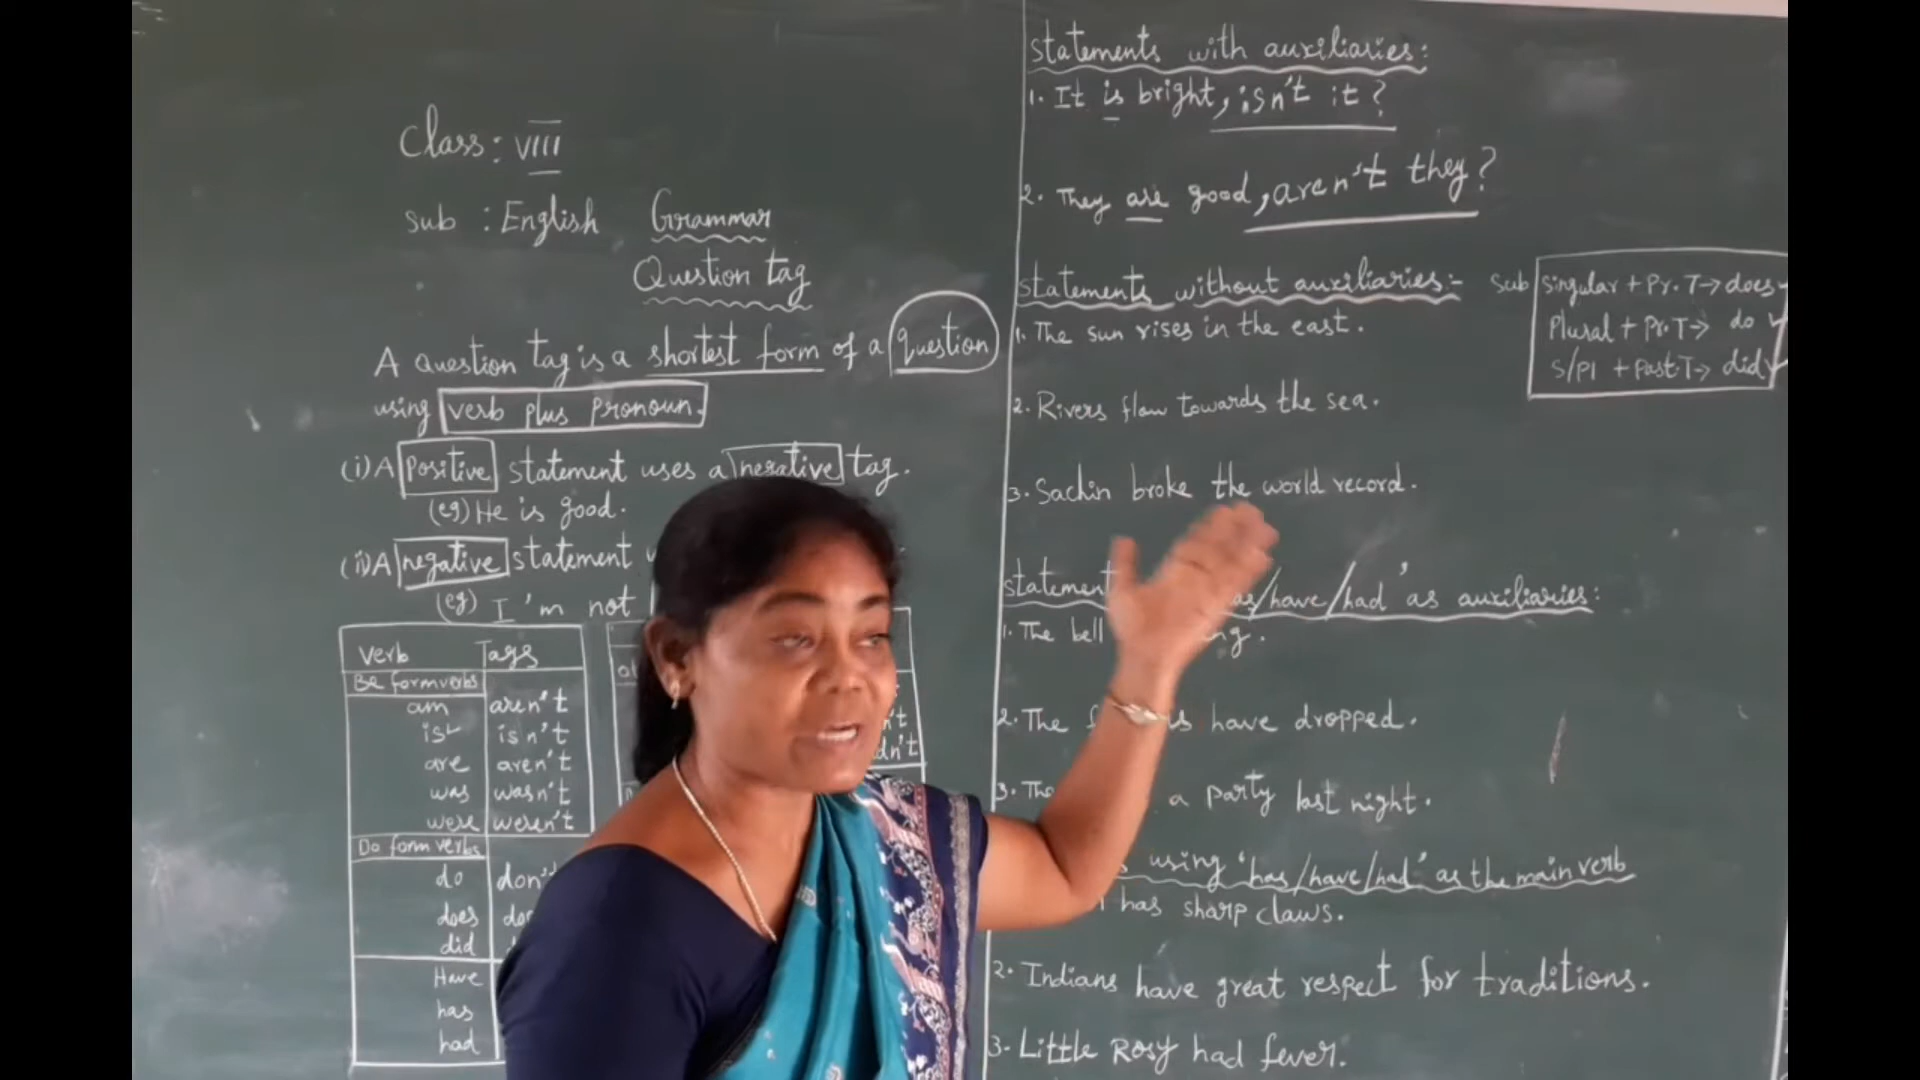 Class: VIII
Sub : English Grammar
Question tag
A question tag is a shortest form of a question
using verb plus pronoun.
(i) A positive statement uses a negative tag.
(eg) He is good.
(ii) A negative statement
(eg) I'm not
Verb Tags
Be form verbs
am aren't
is isn't
are aren't
was wasn't
were weren't
Do form verbs
do don't
does
did
Have
has
had
statements with auxiliaries:
1. It is bright, isn't it?
2. They are good, aren't they?
statements without auxiliaries:-
1. The sun rises in the east.
2. Rivers flow towards the sea.
3. Sachin broke the world record.
sub singular + Pr.T → does
Plural + Pr.T → do
S/Pl + Past.T → did
has/have/had' as auxiliaries:
1. The bell
2. The have dropped.
3. a party last night.
using 'has/have/had' as the main verb
has sharp claws.
2. Indians have great respect for traditions.
3. Little Rosy had fever.